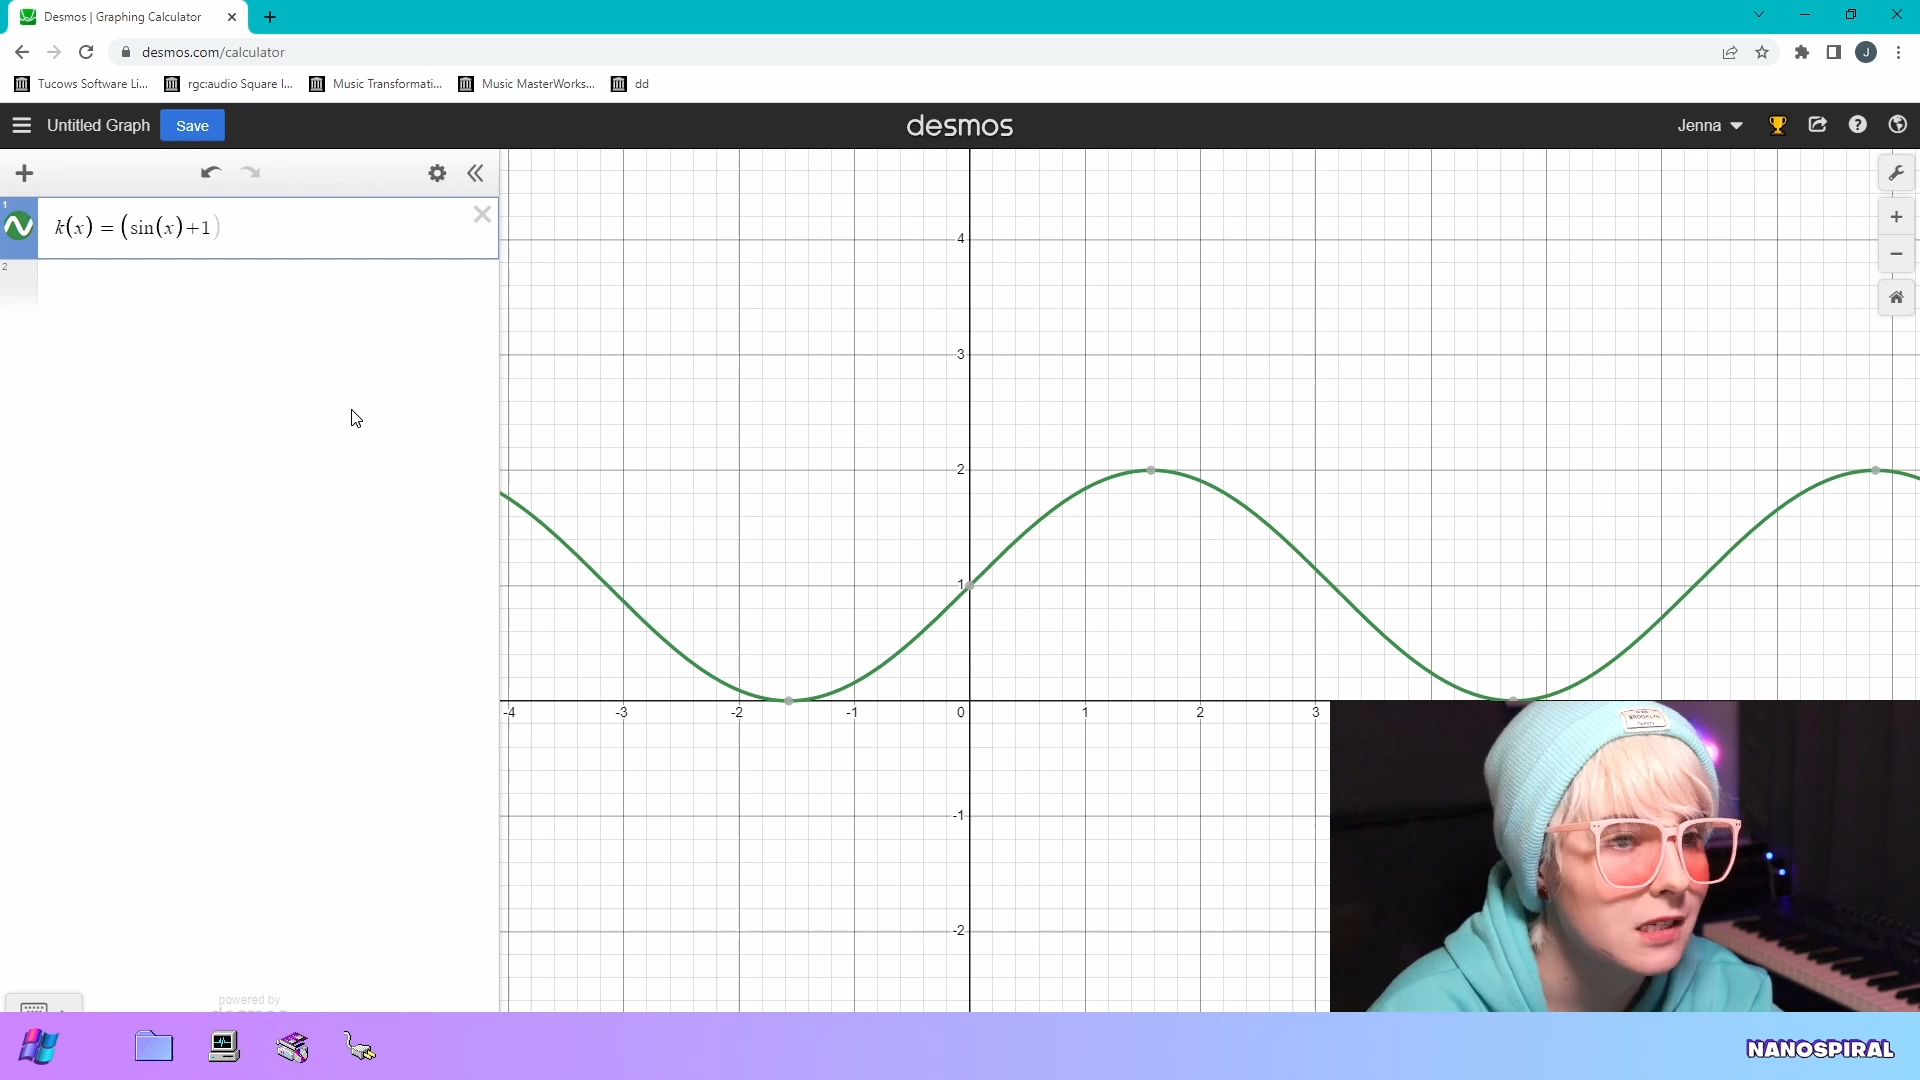 Desmos | Graphing Calculator
desmos.com/calculator
J
Tucows Software Li...
rgc:audio Square I...
Music Transformati...
Music MasterWorks...
dd
Untitled Graph
Save
desmos
Jenna
1
k(x) = (sin(x)+1)
2
4
3
2
1
-4
-3
-2
-1
0
1
2
3
-1
-2
powered by
desmos
BROOKLYN
NANOSPIRAL